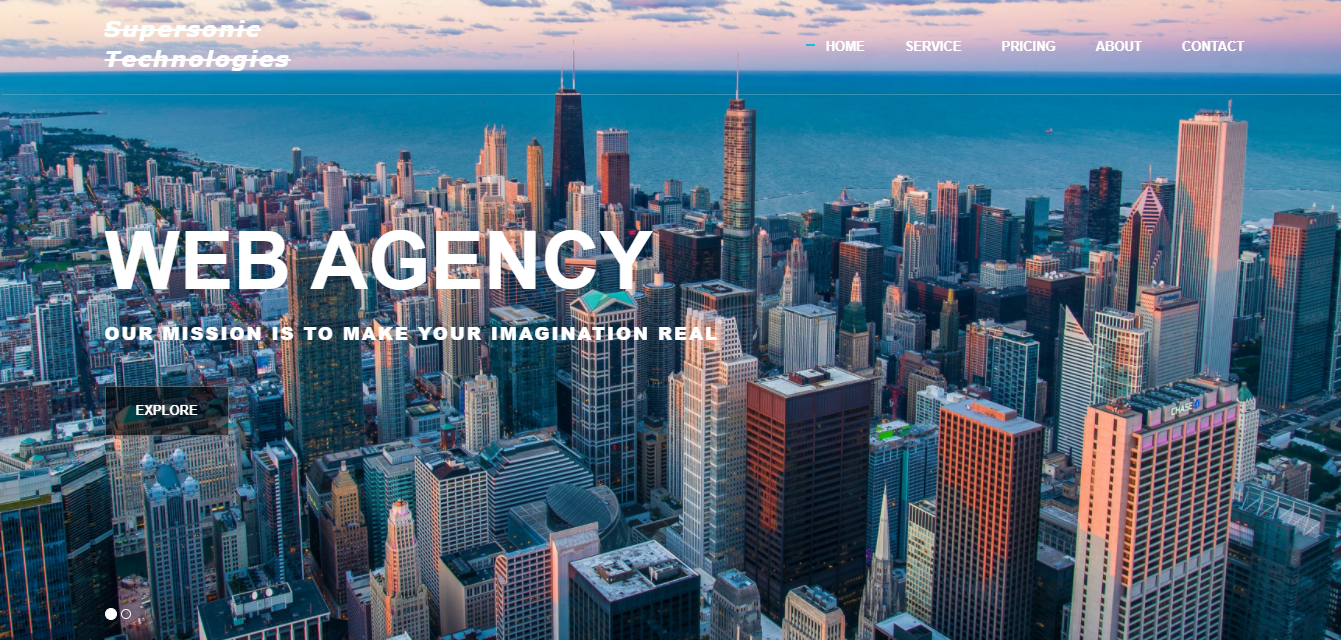 Supersonic
Technologies
HOME SERVICE PRICING ABOUT CONTACT
WEB AGENCY
OUR MISSION IS TO MAKE YOUR IMAGINATION REAL
EXPLORE
CHASE